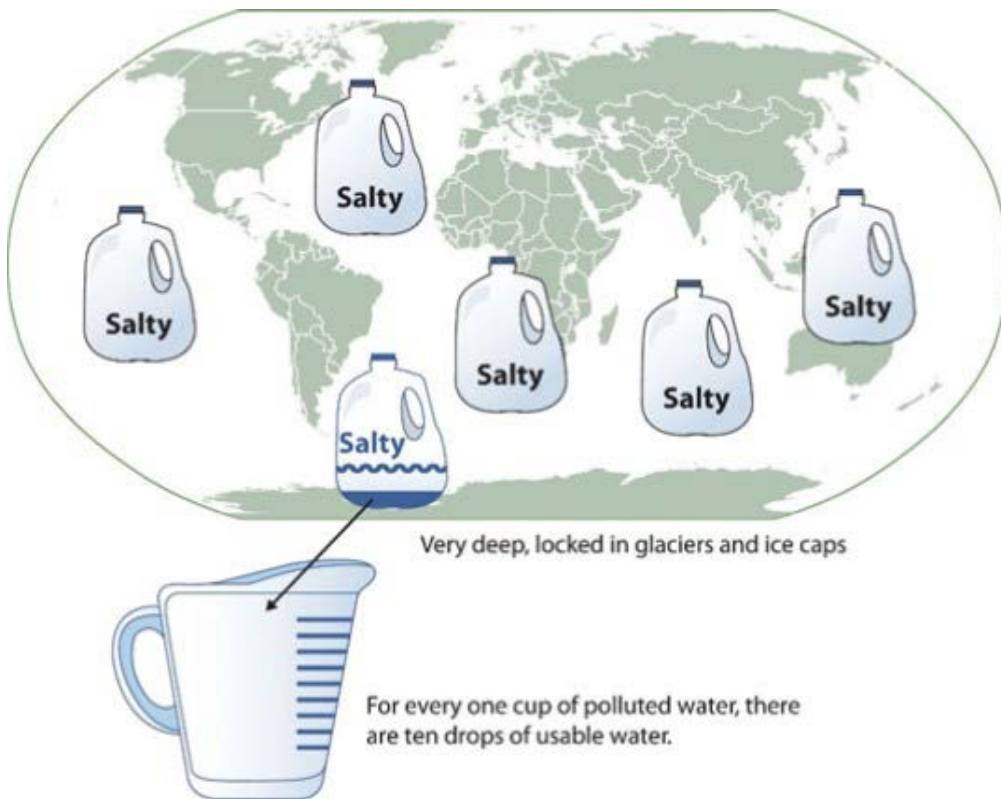 Salty
Salty
Salty
Salty
Salty
Salty
Very deep, locked in glaciers and ice caps
For every one cup of polluted water, there
are ten drops of usable water.